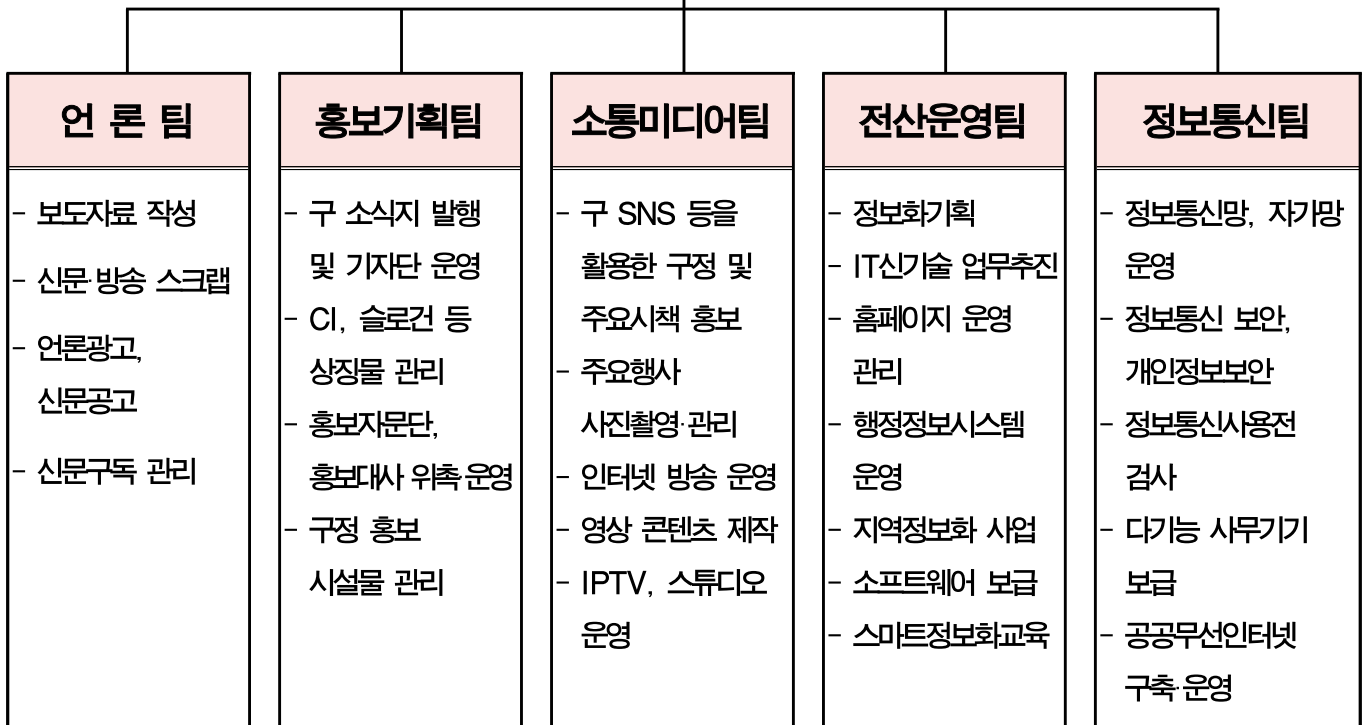 언 론 팀
- 보도자료 작성
- 신문·방송 스크랩
- 언론광고,
신문공고
- 신문구독 관리
홍보기획팀
- 구 소식지 발행
및 기자단 운영
- CI, 슬로건 등
상징물 관리
- 홍보자문단,
홍보대사 위촉·운영
- 구정 홍보
시설물 관리
소통미디어팀
- 구 SNS 등을
활용한 구정 및
주요시책 홍보
- 주요행사
사진촬영·관리
- 인터넷 방송 운영
- 영상 콘텐츠 제작
- IPTV, 스튜디오
운영
전산운영팀
- 정보화기획
- IT신기술 업무추진
- 홈페이지 운영
관리
- 행정정보시스템
운영
- 지역정보화 사업
- 소프트웨어 보급
- 스마트정보화교육
정보통신팀
- 정보통신망, 자가망
운영
- 정보통신 보안,
개인정보보안
- 정보통신사용전
검사
- 다기능 사무기기
보급
- 공공무선인터넷
구축·운영